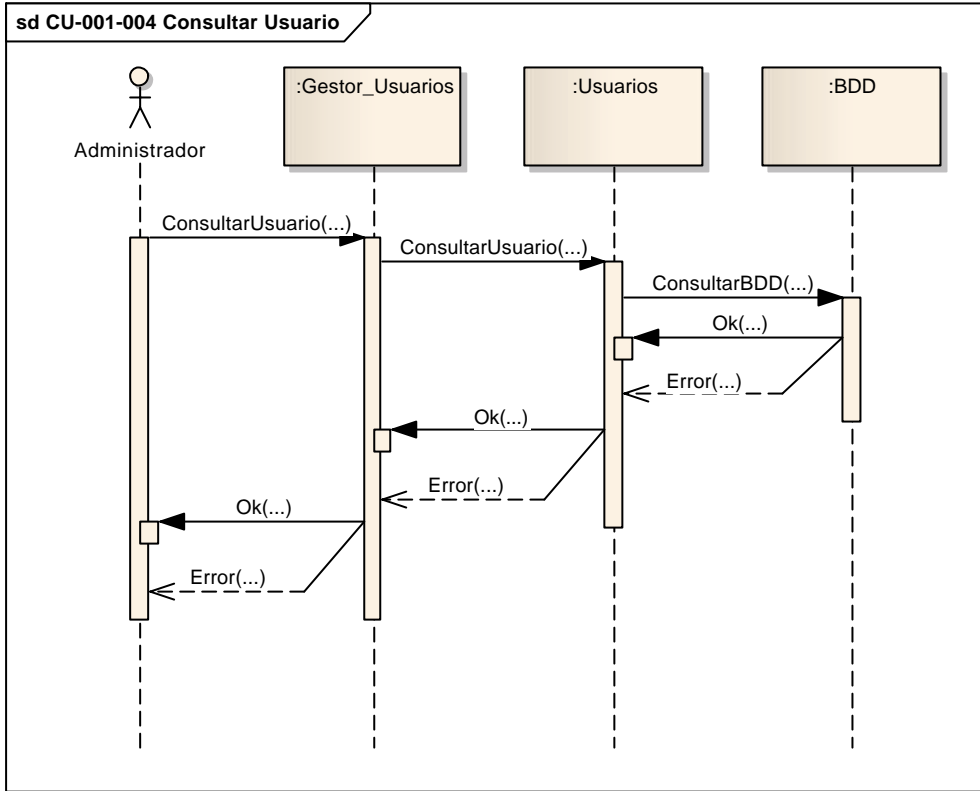 sd CU-001-004 Consultar Usuario
Administrador
:Gestor_Usuarios
:Usuarios
:BDD
ConsultarUsuario(...)
ConsultarUsuario(...)
ConsultarBDD(...)
Ok(...)
Error(...)
Ok(...)
Error(...)
Ok(...)
Error(...)